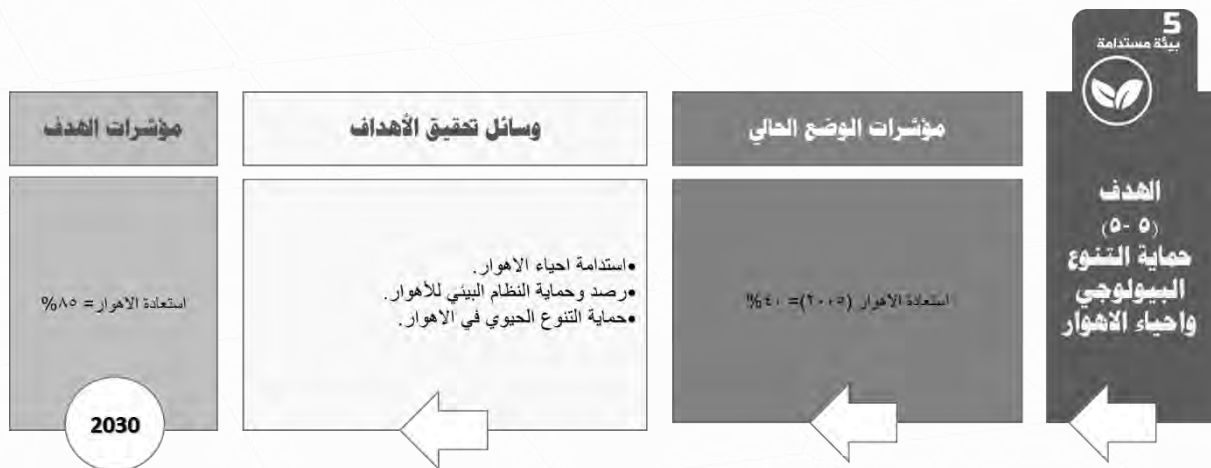 5
بيئة مستدامة
الهدف
(٥ -٥)
حماية التنوع
البيولوجي
واحياء الاهوار
مؤشرات الوضع الحالي
استعادة الاهوار (٢٠٠٥)= ٤٠%
وسائل تحقيق الأهداف
•استدامة احياء الاهوار.
•رصد وحماية النظام البيئي للأهوار.
•حماية التنوع الحيوي في الاهوار.
مؤشرات الهدف
استعادة الاهوار= ٨٥%
2030